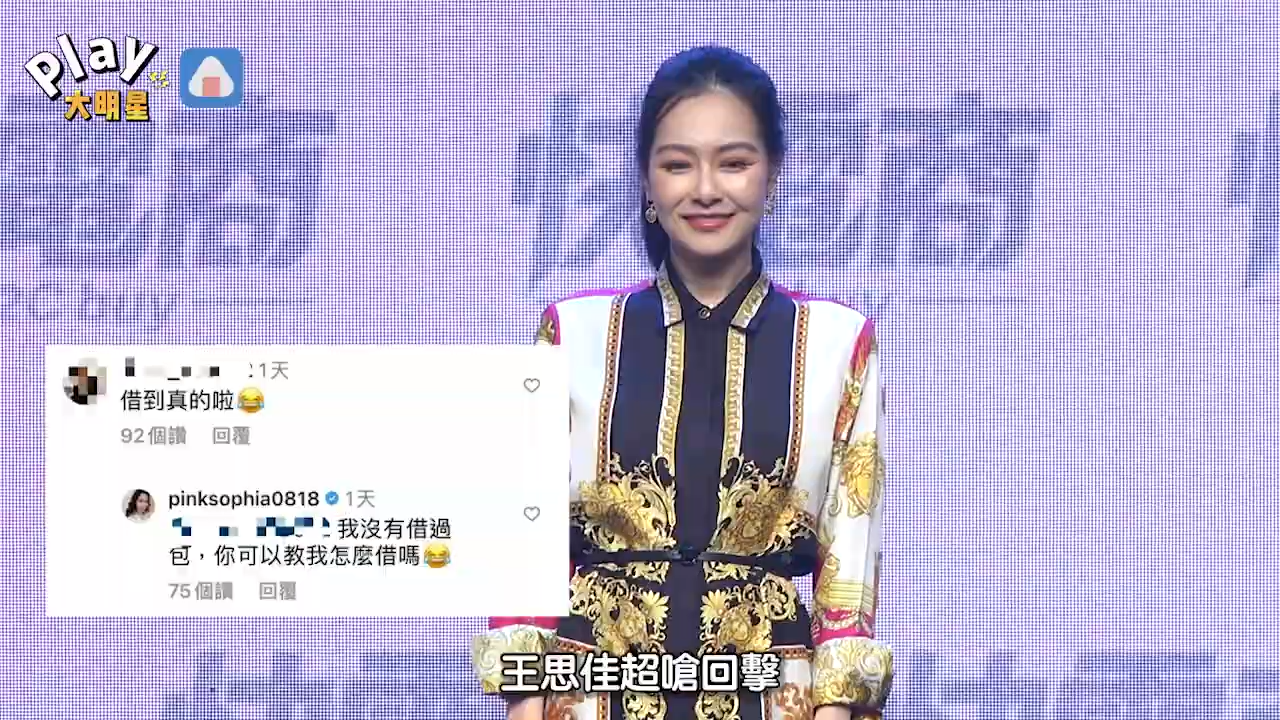 Play
大明星
1天
借到真的啦😂
92個讚 回覆
pinksophia0818 1天
我沒有借過
包，你可以教我怎麼借嗎😂
75個讚 回覆
王思佳超嗆回擊